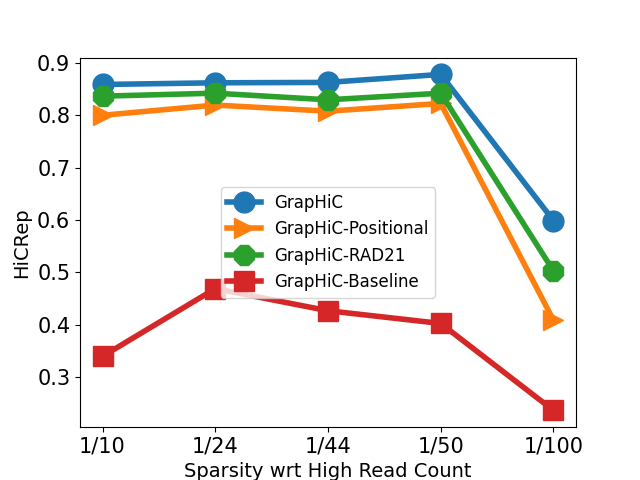 0.9
0.8
0.7
0.6
0.5
0.4
0.3
HiCRep
GrapHiC
GrapHiC-Positional
GrapHiC-RAD21
GrapHiC-Baseline
1/10 1/24 1/44 1/50 1/100
Sparsity wrt High Read Count